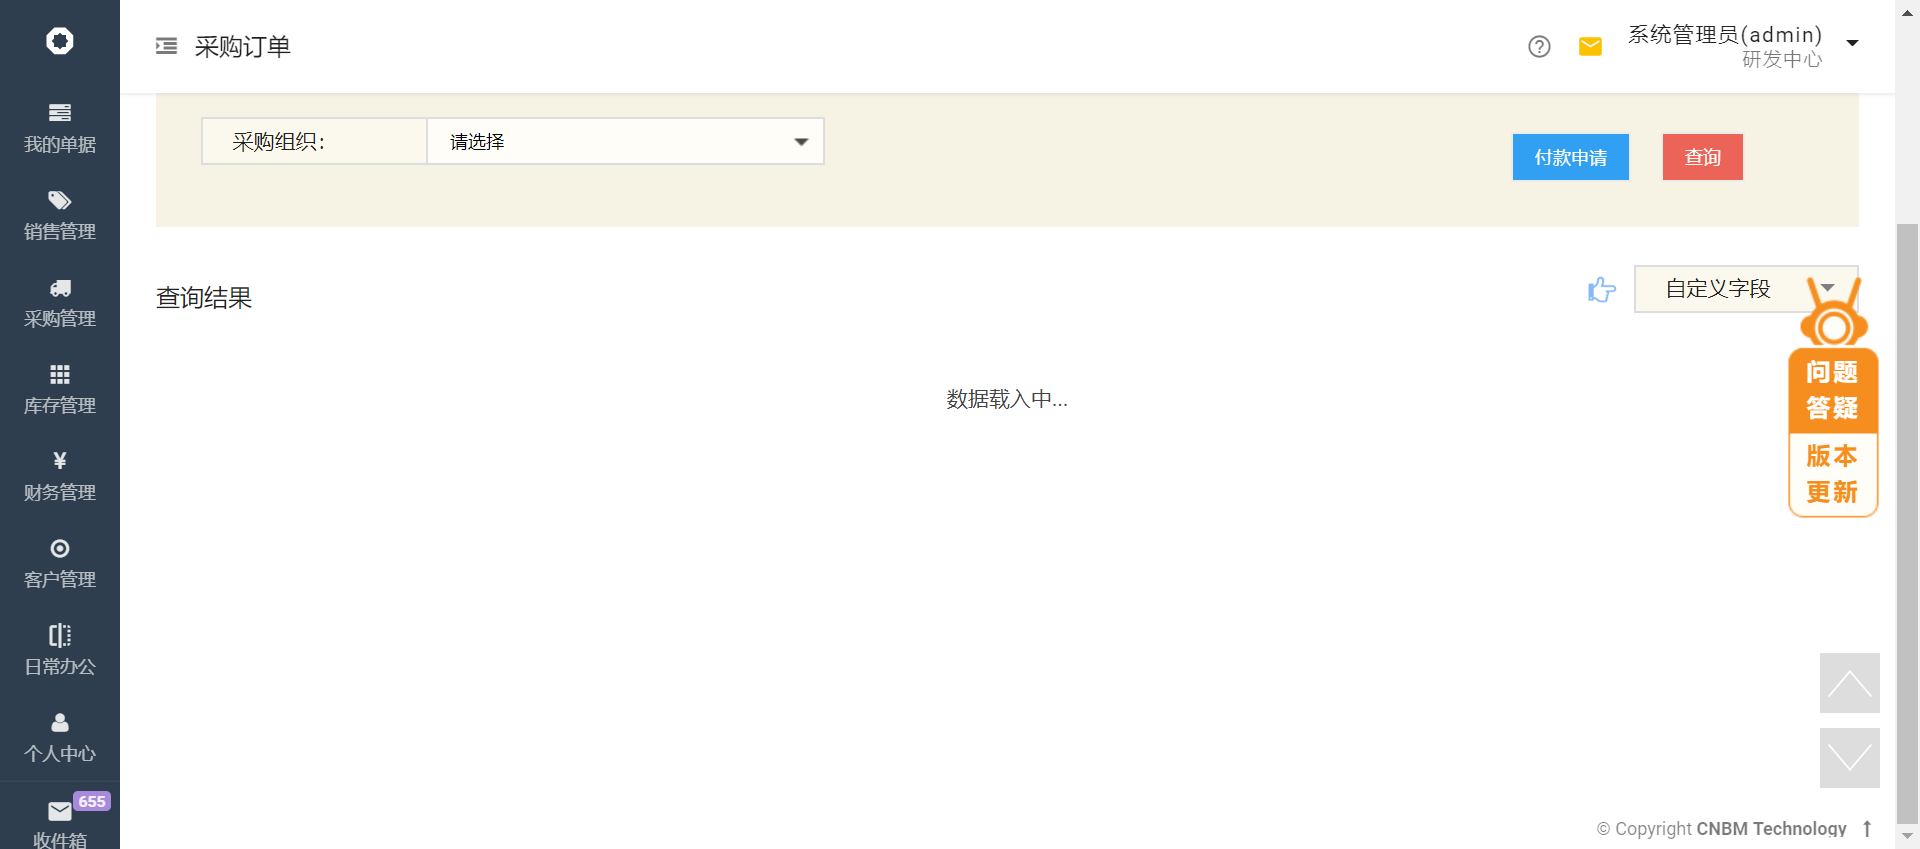 采购订单
系统管理员(admin)
研发中心
我的单据
销售管理
采购管理
库存管理
财务管理
客户管理
日常办公
个人中心
655
收件箱
采购组织：
请选择
付款申请
查询
查询结果
自定义字段
数据载入中...
问题
答疑
版本
更新
© Copyright CNBM Technology